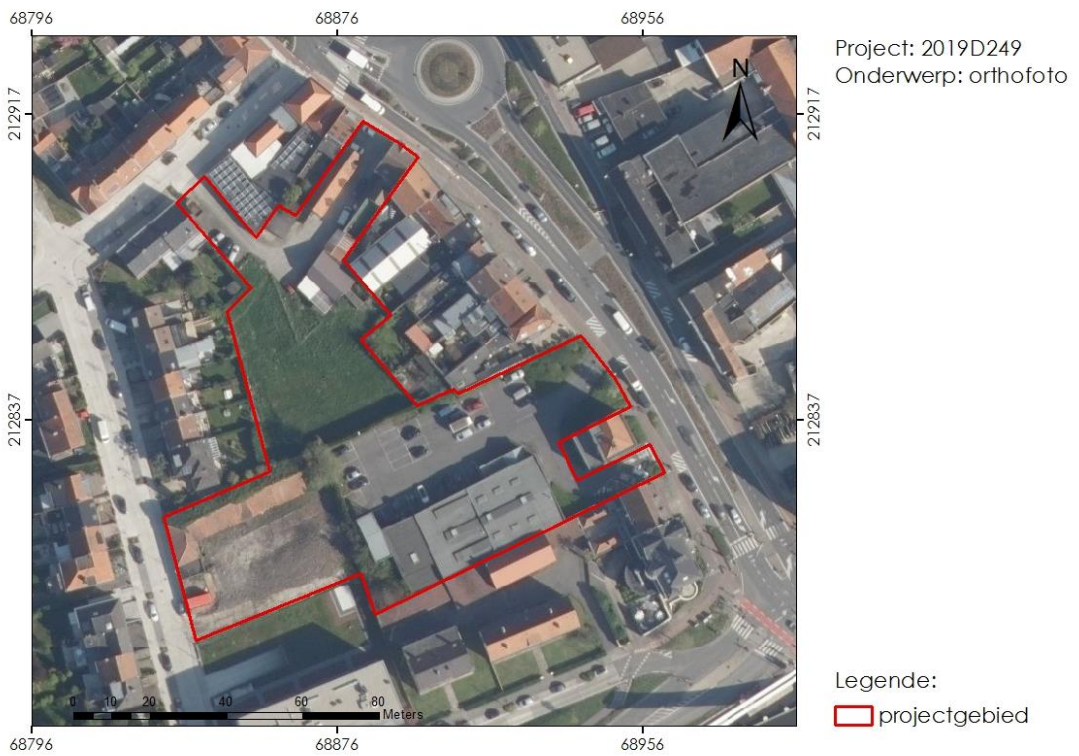 68796 68876 68956
Project: 2019D249
Onderwerp: orthofoto
N
212917 212917
212837 212837
0 10 20 40 60 80
Meters
Legende:
projectgebied
68796 68876 68956